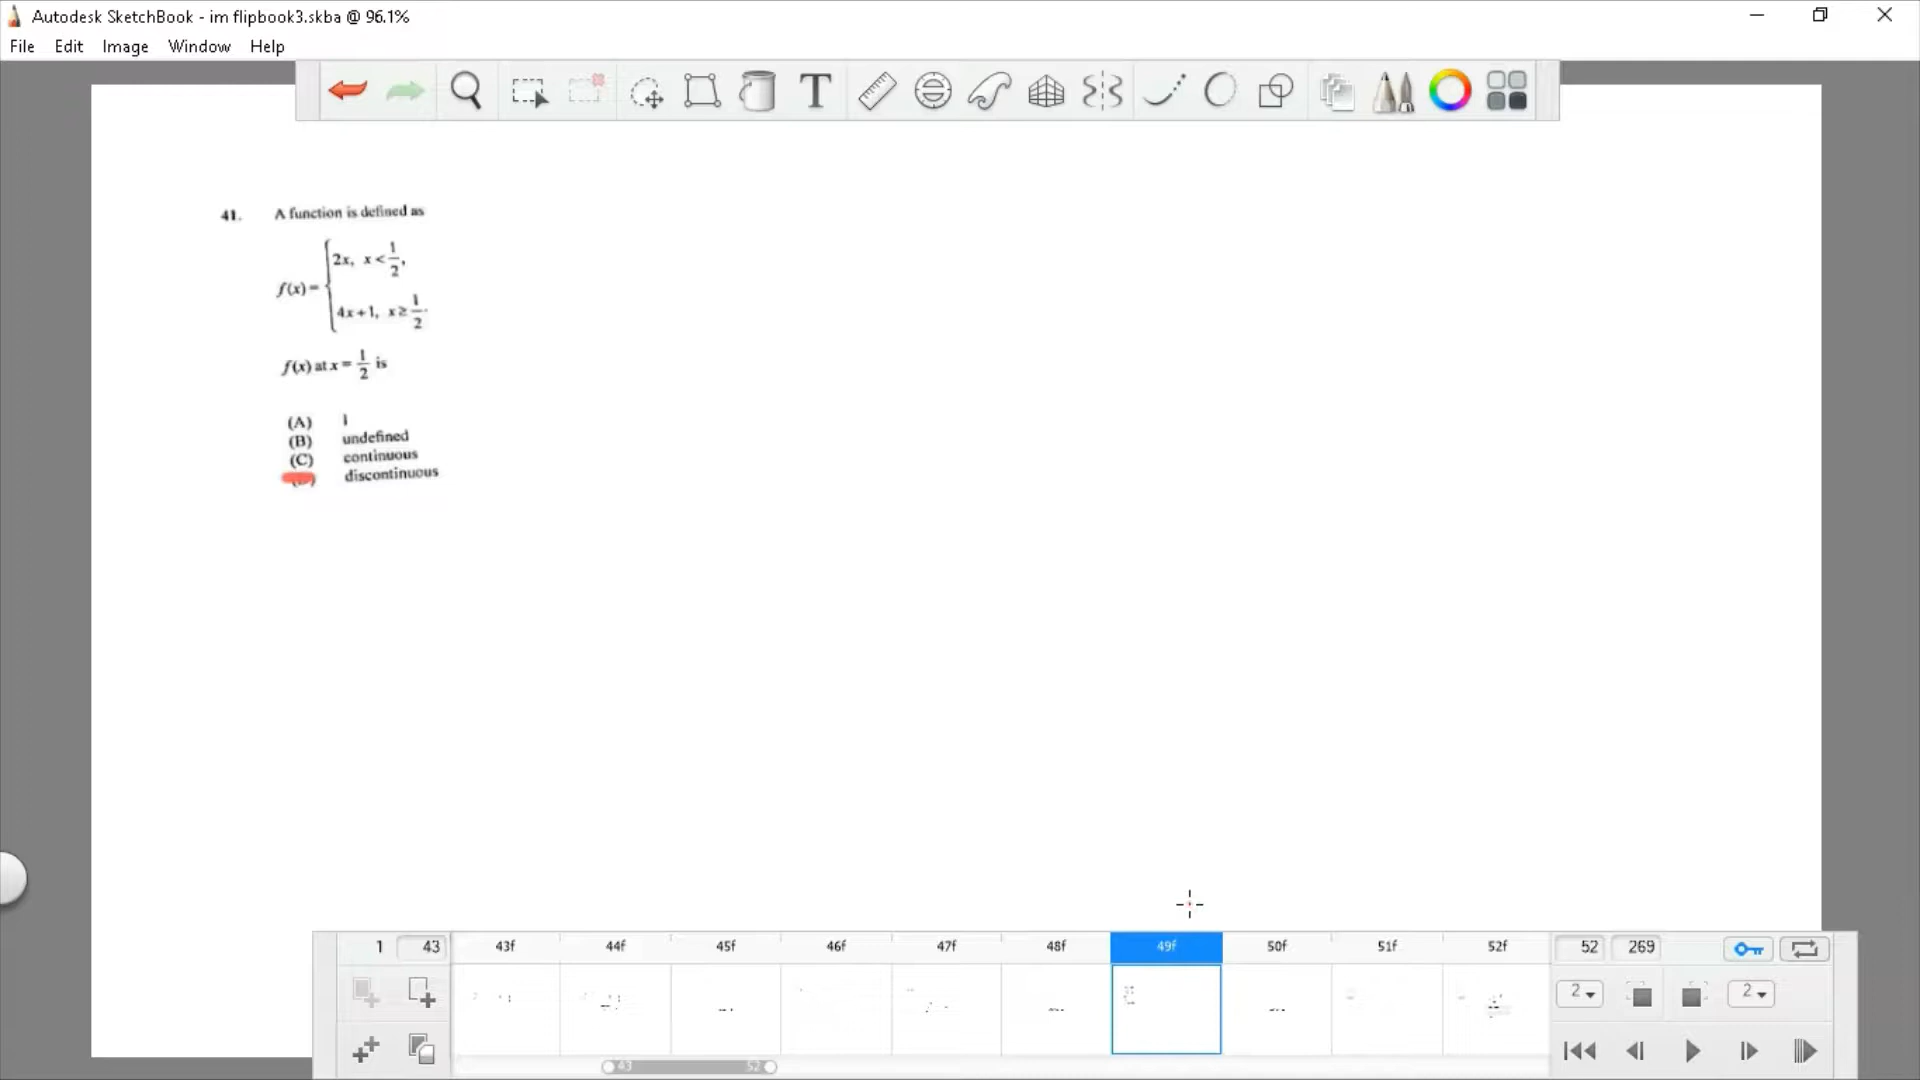 Autodesk SketchBook - im flipbook3.skba @ 96.1%
File Edit Image Window Help
T
41. A function is defined as
f(x) = { 2x, x < 1/2,
4x + 1, x ≥ 1/2.
f(x) at x = 1/2 is
(A) 1
(B) undefined
(C) continuous
discontinuous
1 43 43f 44f 45f 46f 47f 48f 49f 50f 51f 52f 52 269
2 2
43 52